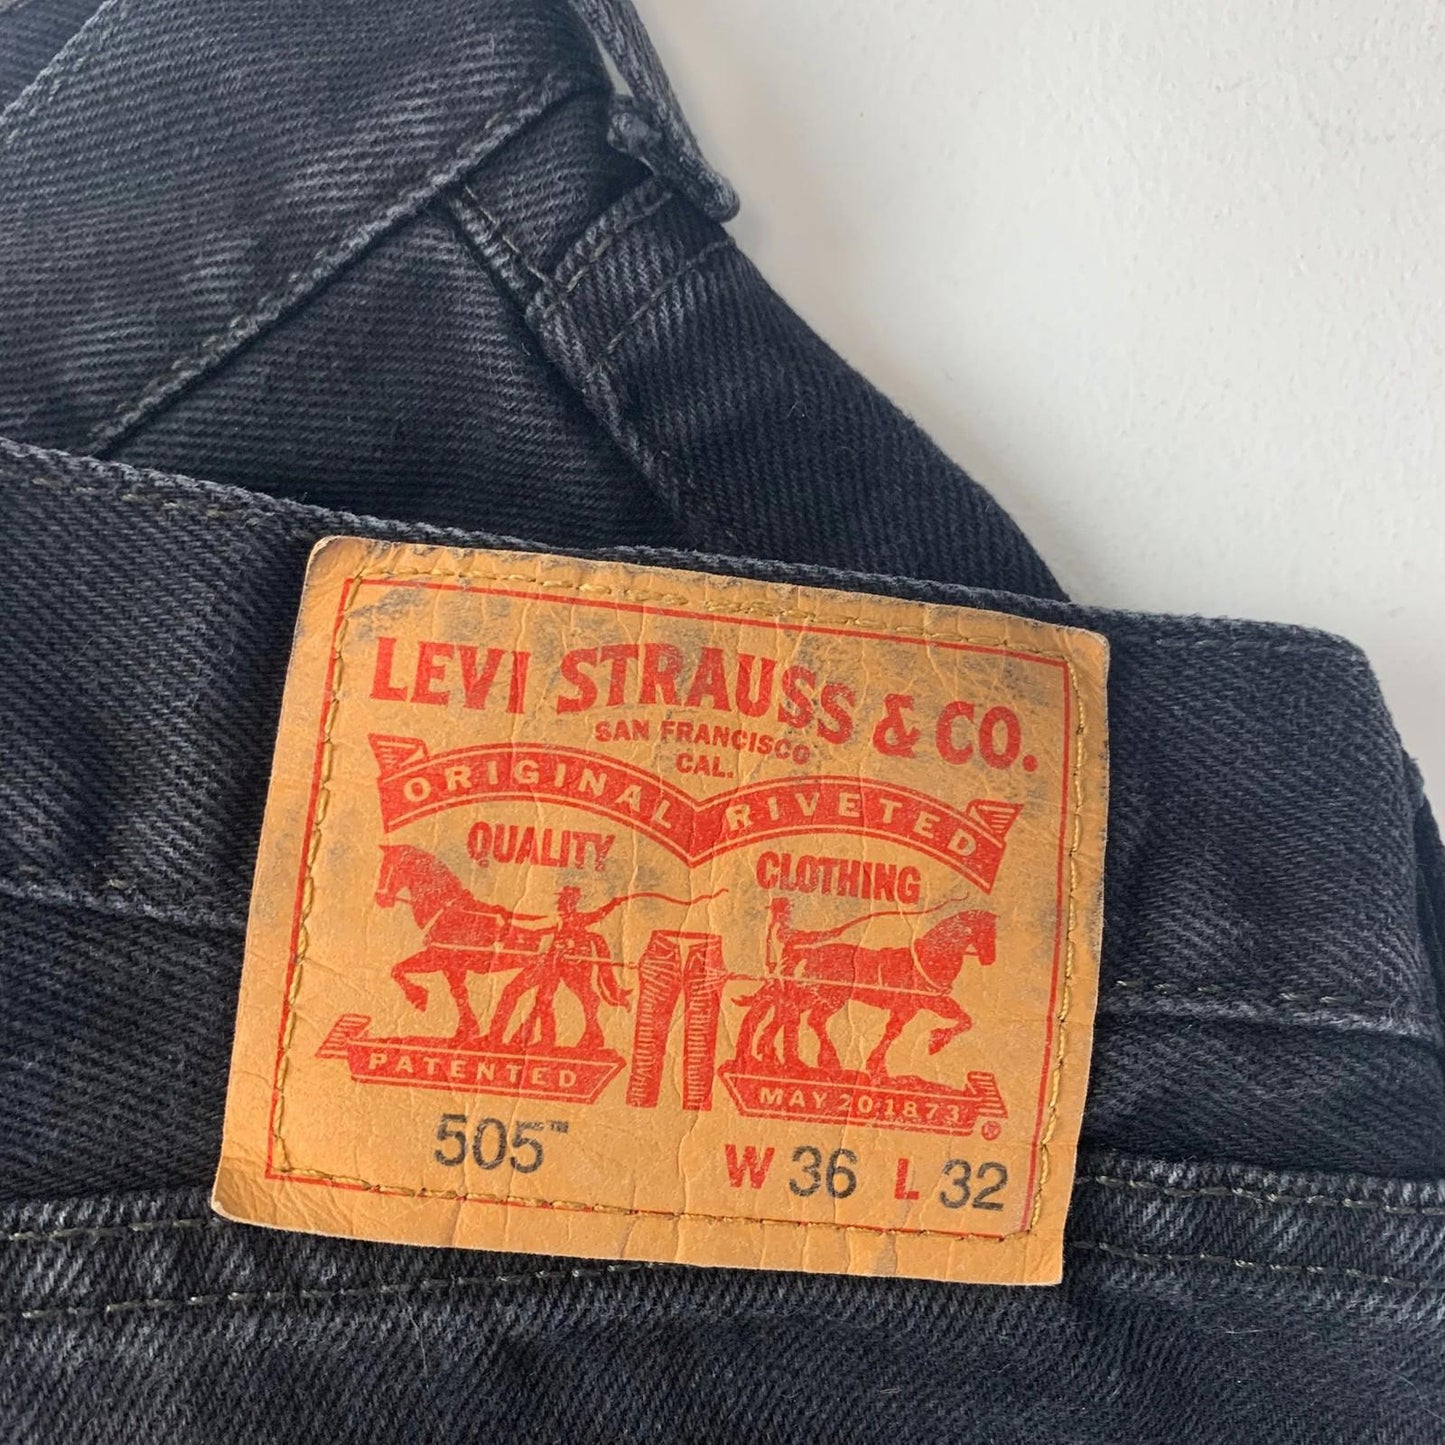 LEVI STRAUSS & CO.
SAN FRANCISCO
CAL.
ORIGINAL RIVETED
QUALITY CLOTHING
PATENTED MAY 20 1873 ®
505™ W 36 L 32